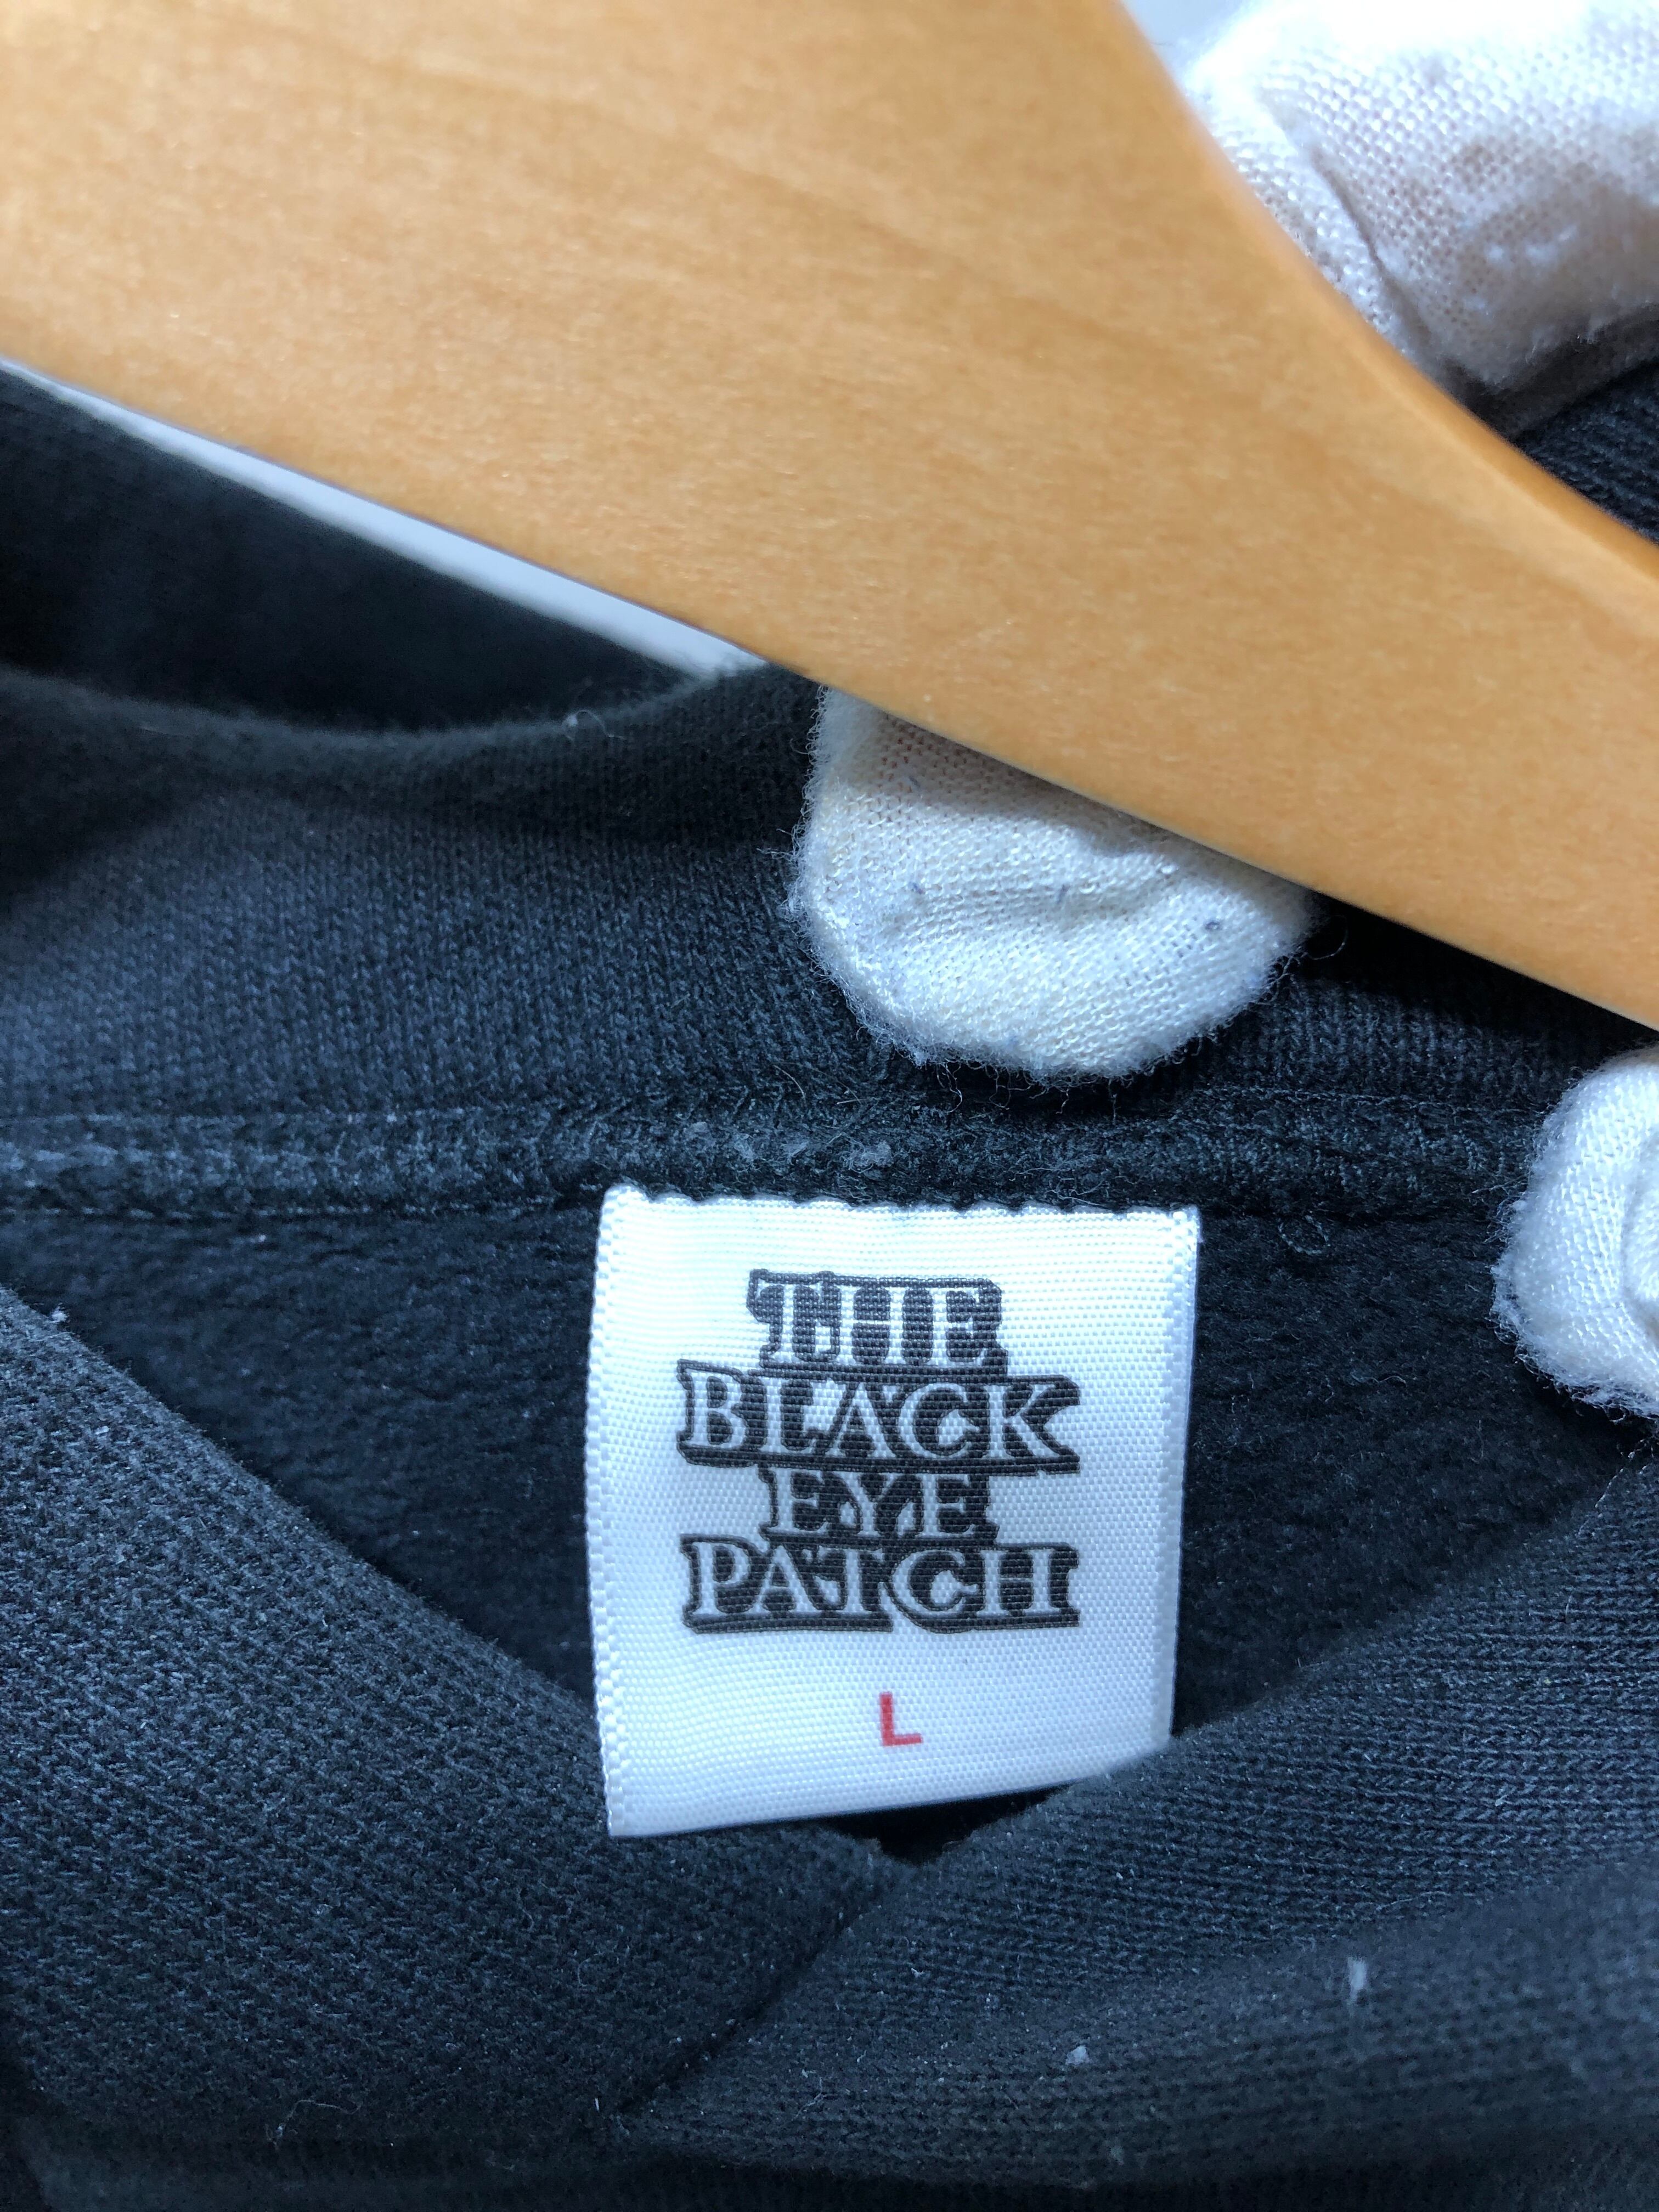 THE
BLACK
EYE
PATCH
L